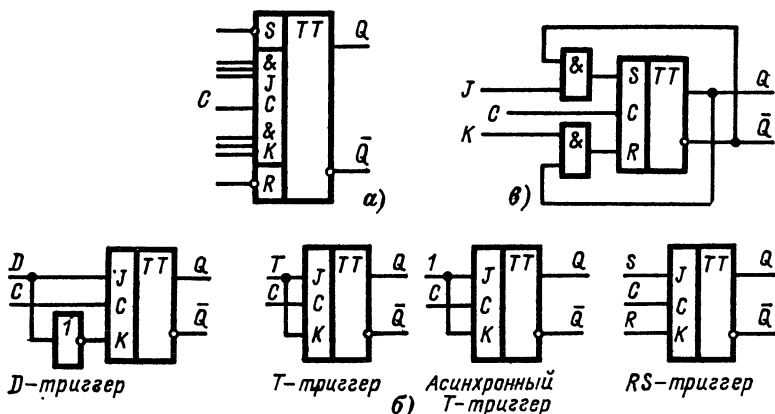 S TT Q
&
J
C C
&
K
R Q̄
а)
& S TT Q
J
C C
K & R Q̄
в)
D J TT Q
C C
1 K Q̄
D-триггер
T J TT Q
C C
K Q̄
T-триггер
1 J TT Q
C C
K Q̄
Асинхронный
T-триггер
S J TT Q
C C
R K Q̄
RS-триггер
б)